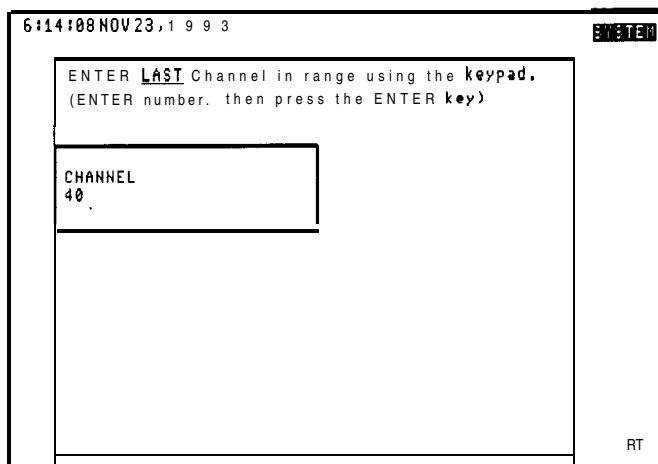 6:14:08 NOV 23, 1993
SYSTEM
ENTER LAST Channel in range using the keypad.
(ENTER number. then press the ENTER key)
CHANNEL
40
RT